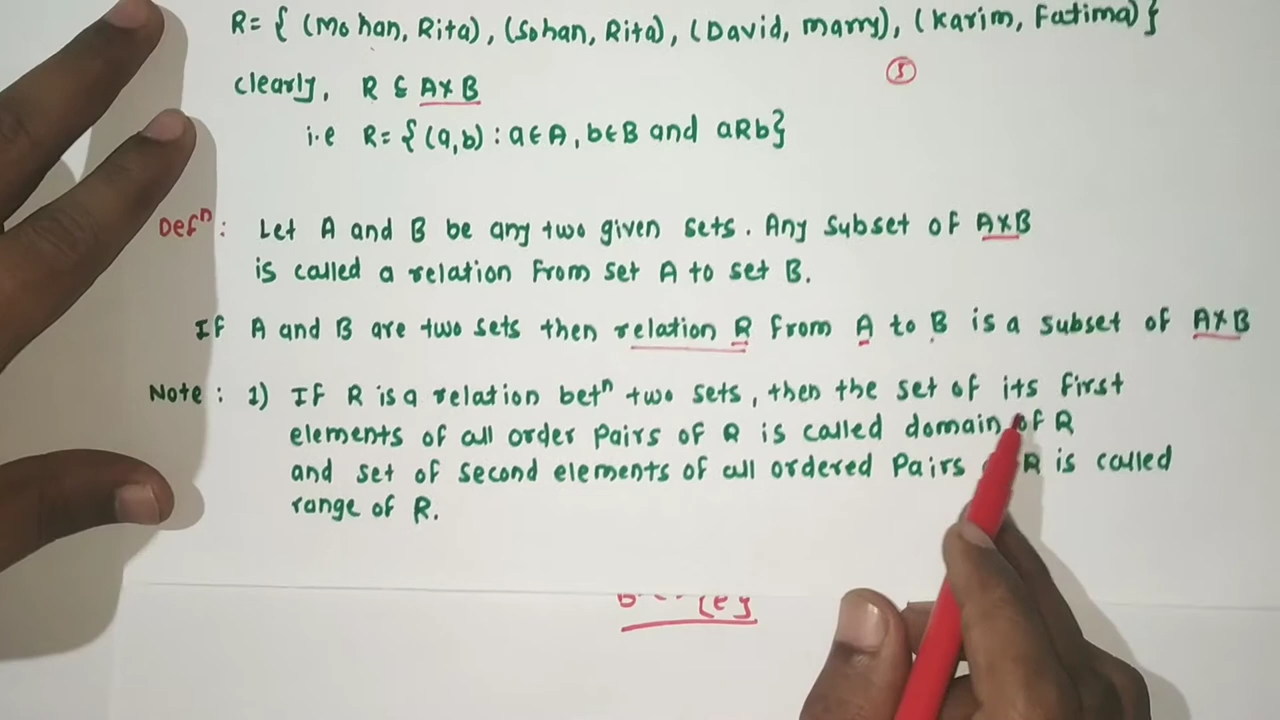 R= { (Mohan, Rita), (Sohan, Rita), (David, marry), (Karim, Fatima) }
5
clearly, R ⊆ A×B
i.e R= {(a,b) : a∈A, b∈B and aRb}
Defⁿ: Let A and B be any two given sets. Any subset of A×B
is called a relation from set A to set B.
If A and B are two sets then relation R from A to B is a subset of A×B
Note: 1) If R is a relation betⁿ two sets, then the set of its first
elements of all order pairs of R is called domain of R
and set of second elements of all ordered pairs R is called
range of R.